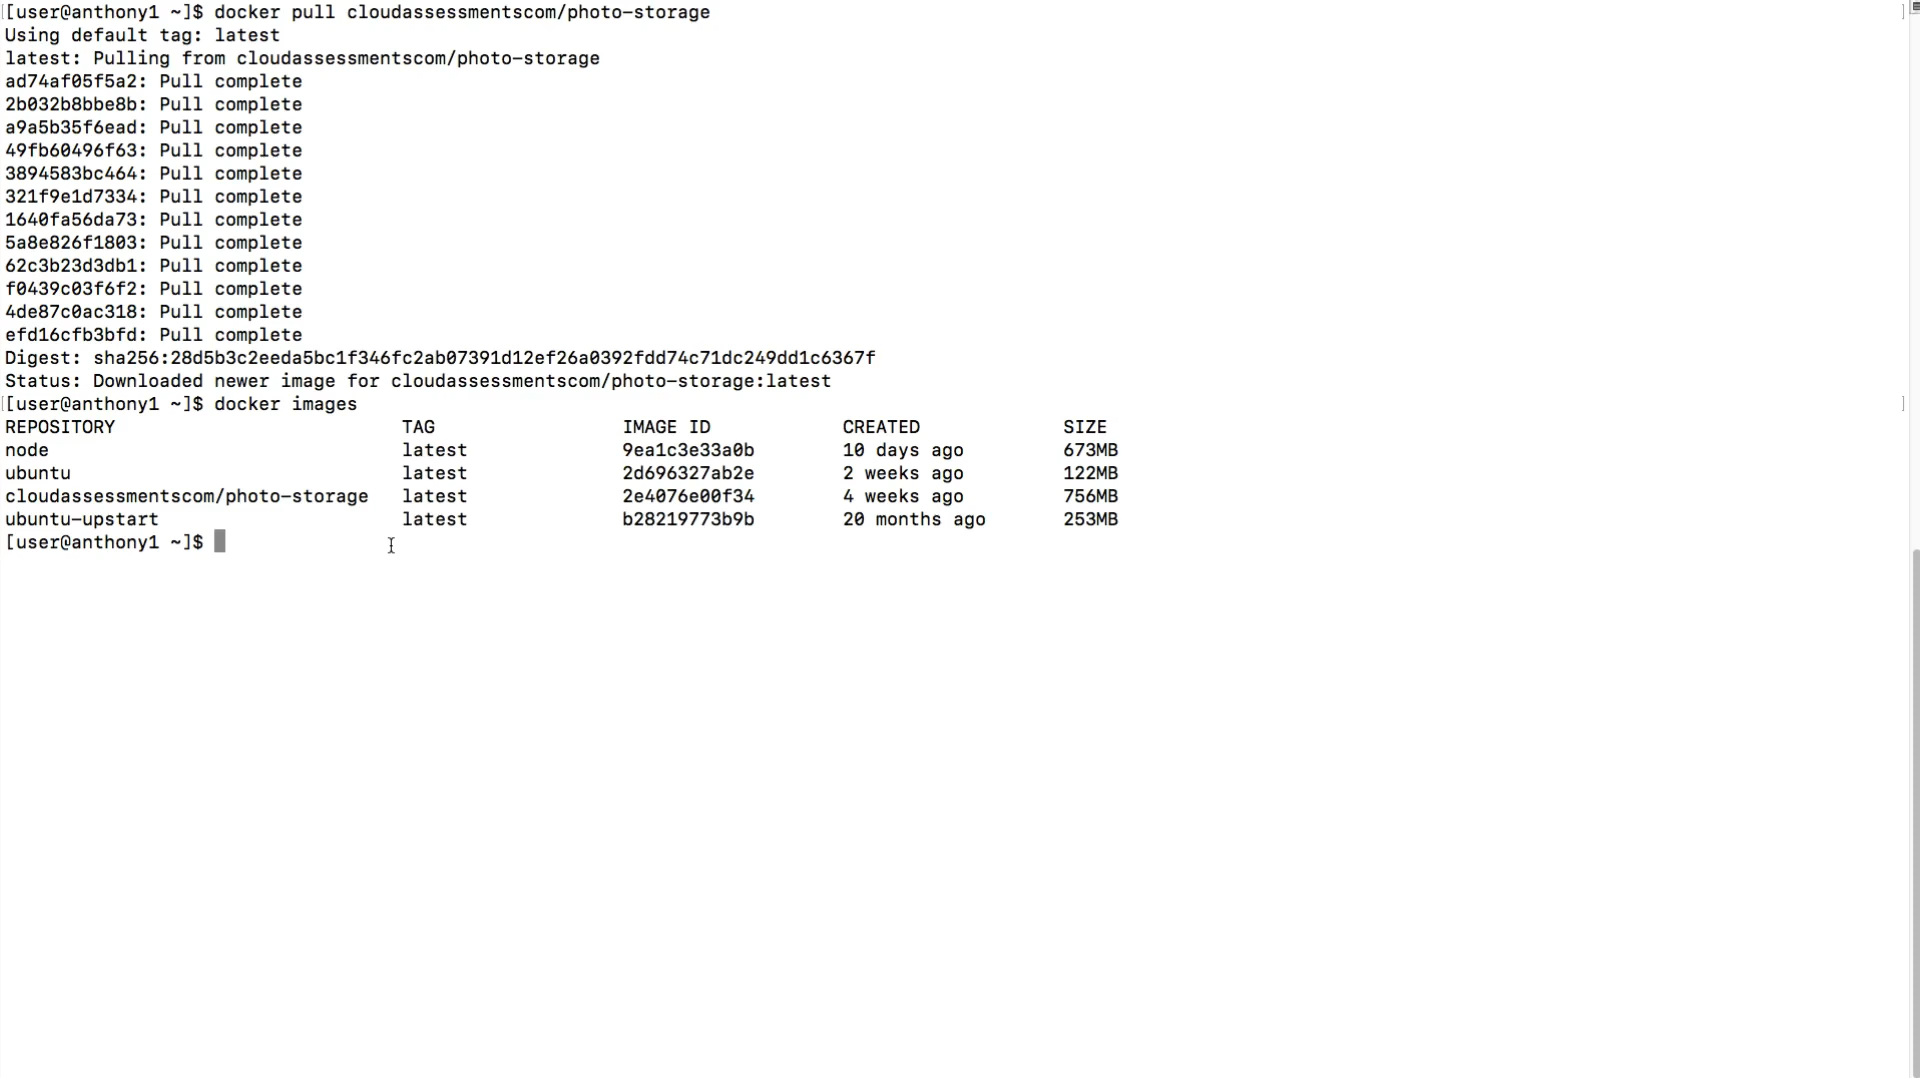 [user@anthony1 ~]$ docker pull cloudassessmentscom/photo-storage
Using default tag: latest
latest: Pulling from cloudassessmentscom/photo-storage
ad74af05f5a2: Pull complete
2b032b8bbe8b: Pull complete
a9a5b35f6ead: Pull complete
49fb60496f63: Pull complete
3894583bc464: Pull complete
321f9e1d7334: Pull complete
1640fa56da73: Pull complete
5a8e826f1803: Pull complete
62c3b23d3db1: Pull complete
f0439c03f6f2: Pull complete
4de87c0ac318: Pull complete
efd16cfb3bfd: Pull complete
Digest: sha256:28d5b3c2eeda5bc1f346fc2ab07391d12ef26a0392fdd74c71dc249dd1c6367f
Status: Downloaded newer image for cloudassessmentscom/photo-storage:latest
[user@anthony1 ~]$ docker images
REPOSITORY TAG IMAGE ID CREATED SIZE
node latest 9ea1c3e33a0b 10 days ago 673MB
ubuntu latest 2d696327ab2e 2 weeks ago 122MB
cloudassessmentscom/photo-storage latest 2e4076e00f34 4 weeks ago 756MB
ubuntu-upstart latest b28219773b9b 20 months ago 253MB
[user@anthony1 ~]$